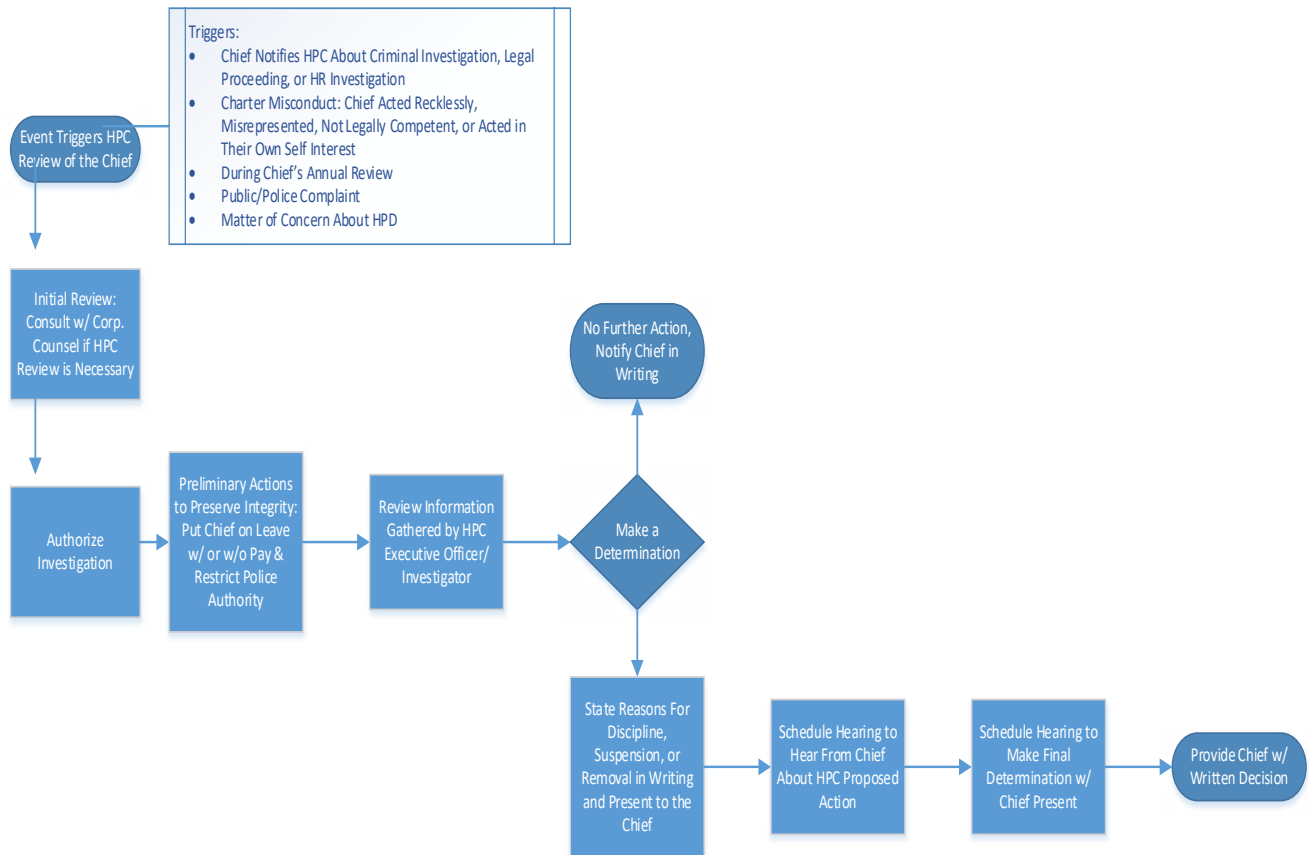 Triggers:
• Chief Notifies HPC About Criminal Investigation, Legal
Proceeding, or HR Investigation
• Charter Misconduct: Chief Acted Recklessly,
Misrepresented, Not Legally Competent, or Acted in
Their Own Self Interest
• During Chief's Annual Review
• Public/Police Complaint
• Matter of Concern About HPD
Event Triggers HPC
Review of the Chief
Initial Review:
Consult w/ Corp.
Counsel if HPC
Review is Necessary
Authorize
Investigation
Preliminary Actions
to Preserve Integrity:
Put Chief on Leave
w/ or w/o Pay &
Restrict Police
Authority
Review Information
Gathered by HPC
Executive Officer/
Investigator
Make a
Determination
No Further Action,
Notify Chief in
Writing
State Reasons For
Discipline,
Suspension, or
Removal in Writing
and Present to the
Chief
Schedule Hearing to
Hear From Chief
About HPC Proposed
Action
Schedule Hearing to
Make Final
Determination w/
Chief Present
Provide Chief w/
Written Decision